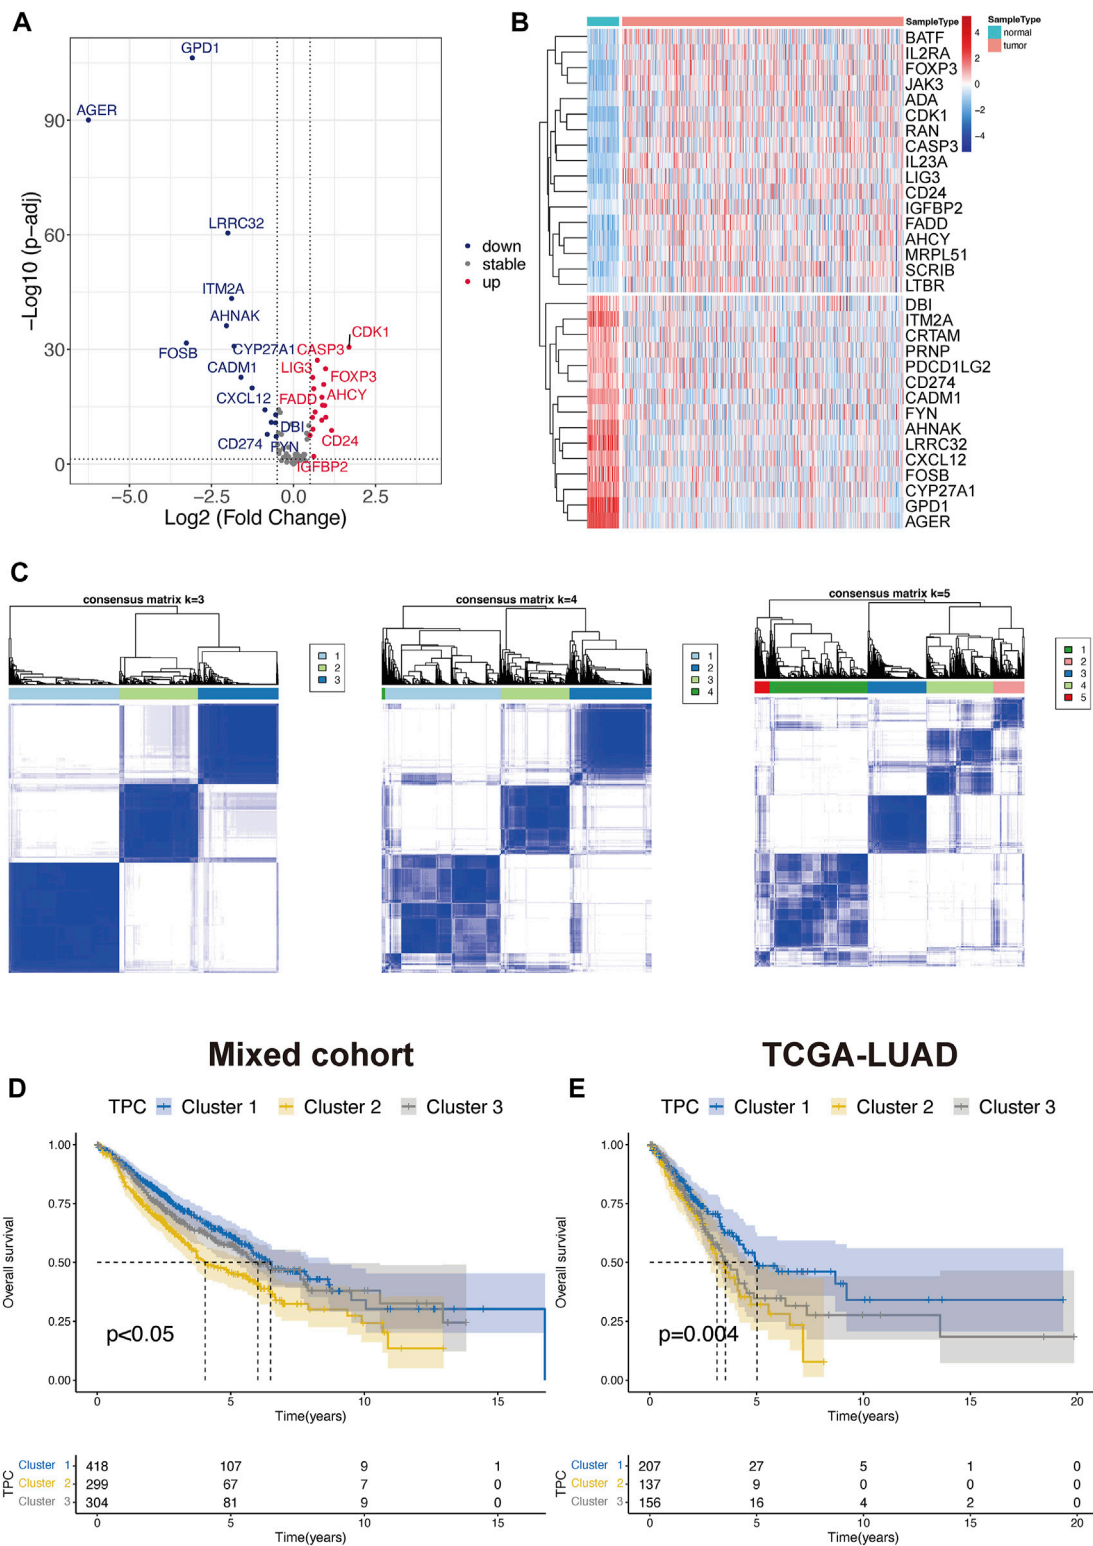 A
GPD1
AGER
LRRC32
ITM2A
AHNAK
FOSB
CYP27A1
CASP3
CDK1
CADM1
LIG3
FOXP3
CXCL12
FADD
AHCY
DBI
CD274
FYN
CD24
IGFBP2
90
60
30
0
−Log10 (p−adj)
−5.0
−2.5
0.0
2.5
Log2 (Fold Change)
down
stable
up
B
SampleType
BATF
IL2RA
FOXP3
JAK3
ADA
CDK1
RAN
CASP3
IL23A
LIG3
CD24
IGFBP2
FADD
AHCY
MRPL51
SCRIB
LTBR
DBI
ITM2A
CRTAM
PRNP
PDCD1LG2
CD274
CADM1
FYN
AHNAK
LRRC32
CXCL12
FOSB
CYP27A1
GPD1
AGER
4
2
0
−2
−4
SampleType
normal
tumor
C
consensus matrix k=3
1
2
3
consensus matrix k=4
1
2
3
4
consensus matrix k=5
1
2
3
4
5
Mixed cohort
D
TPC Cluster 1 Cluster 2 Cluster 3
Overall survival
1.00
0.75
0.50
0.25
0.00
p<0.05
0 5 10 15
Time(years)
TPC
Cluster 1 418 107 9 1
Cluster 2 299 67 7 0
Cluster 3 304 81 9 0
0 5 10 15
Time(years)
TCGA-LUAD
E
TPC Cluster 1 Cluster 2 Cluster 3
Overall survival
1.00
0.75
0.50
0.25
0.00
p=0.004
0 5 10 15 20
Time(years)
TPC
Cluster 1 207 27 5 1 0
Cluster 2 137 9 0 0 0
Cluster 3 156 16 4 2 0
0 5 10 15 20
Time(years)